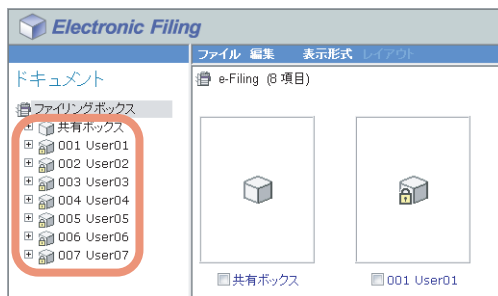 Electronic Filing
ファイル 編集 表示形式 レイアウト
ドキュメント
ファイリングボックス
共有ボックス
001 User01
002 User02
003 User03
004 User04
005 User05
006 User06
007 User07
e-Filing (8 項目)
共有ボックス
001 User01